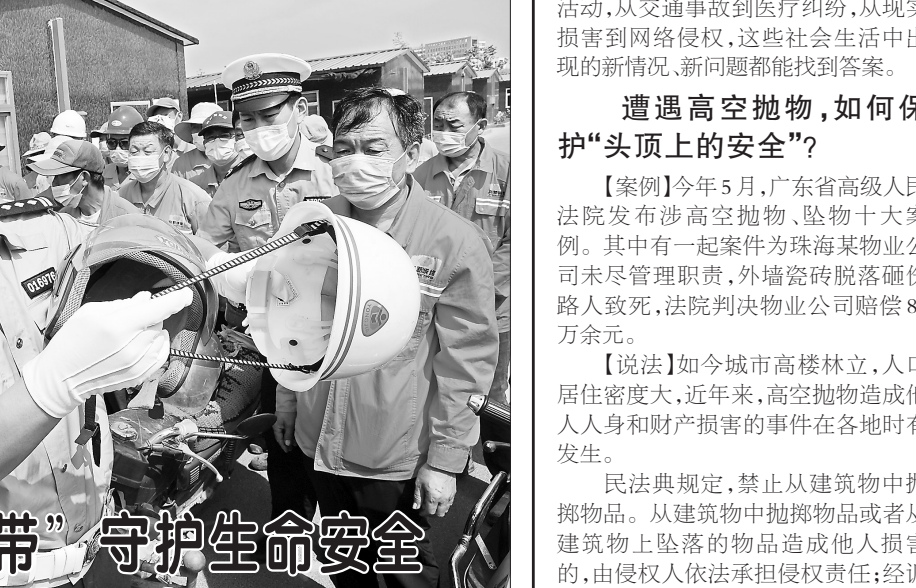 016976
带”守护生命安全
活动,从交通事故到医疗纠纷,从现实
损害到网络侵权,这些社会生活中出
现的新情况、新问题都能找到答案。
遭遇高空抛物,如何保
护“头顶上的安全”?
【案例】今年5月,广东省高级人民
法院发布涉高空抛物、坠物十大案
例。其中有一起案件为珠海某物业公
司未尽管理职责,外墙瓷砖脱落砸伤
路人致死,法院判决物业公司赔偿8
万余元。
【说法】如今城市高楼林立,人口
居住密度大,近年来,高空抛物造成他
人人身和财产损害的事件在各地时有
发生。
民法典规定,禁止从建筑物中抛
掷物品。从建筑物中抛掷物品或者从
建筑物上坠落的物品造成他人损害
的,由侵权人依法承担侵权责任;经调